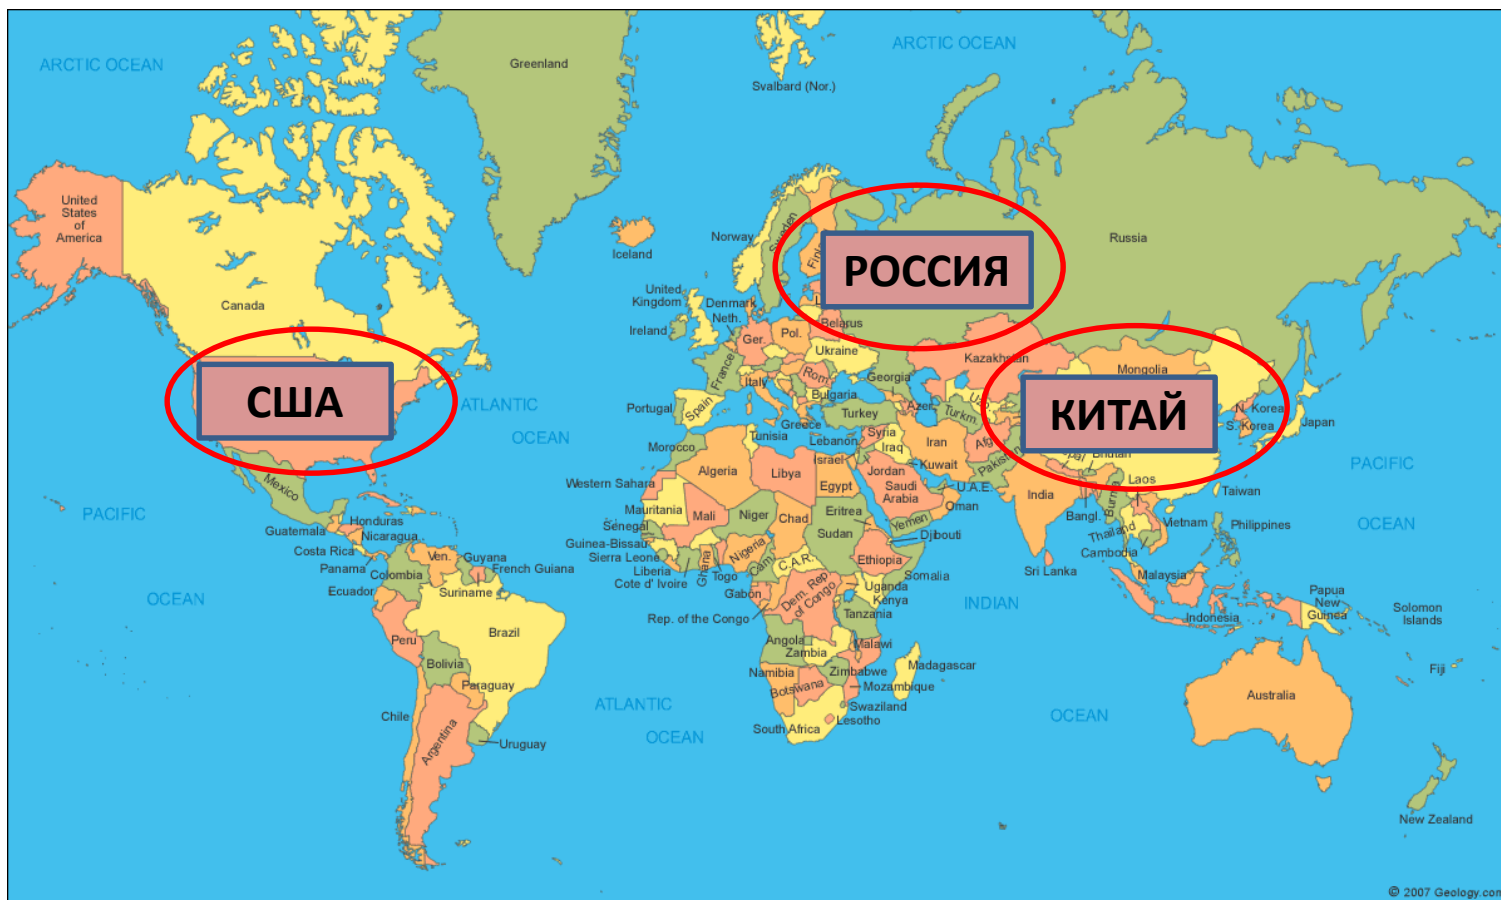 ARCTIC OCEAN
Greenland
ARCTIC OCEAN
Svalbard (Nor.)
United
States
of
America
Canada
Iceland
Norway
Sweden
Russia
РОССИЯ
United
Kingdom
Ireland
Denmark
Neth.
Ger.
Pol.
Belarus
Ukraine
France
Kazakhstan
Mongolia
США
КИТАЙ
ATLANTIC
OCEAN
Portugal
Spain
Italy
Rom.
Bulgaria
Greece
Georgia
Turkey
Azer.
Turkm.
N. Korea
S. Korea
Japan
Morocco
Tunisia
Lebanon
Syria
Iraq
Iran
Afg.
Pakistan
Bhutan
Israel
Jordan
Kuwait
Algeria
Libya
Egypt
Saudi
Arabia
U.A.E.
Oman
India
Bangl.
Burma
Laos
Taiwan
PACIFIC
OCEAN
Mexico
Western Sahara
Mauritania
Mali
Niger
Chad
Sudan
Eritrea
Yemen
Djibouti
Thailand
Vietnam
Philippines
Cambodia
PACIFIC
OCEAN
Guatemala
Honduras
Nicaragua
Costa Rica
Panama
Senegal
Guinea-Bissau
Sierra Leone
Liberia
Cote d' Ivoire
Ghana
Togo
Nigeria
Cam.
C.A.R.
Ethiopia
Somalia
Sri Lanka
Malaysia
Ven.
Guyana
French Guiana
Suriname
Colombia
Ecuador
Gabon
Rep. of the Congo
Dem. Rep.
of Congo
Uganda
Kenya
Tanzania
INDIAN
OCEAN
Indonesia
Papua
New
Guinea
Solomon
Islands
Brazil
Peru
Bolivia
Angola
Zambia
Malawi
Zimbabwe
Mozambique
Madagascar
Namibia
Botswana
Swaziland
Lesotho
South Africa
Fiji
Australia
Paraguay
Chile
Argentina
Uruguay
ATLANTIC
OCEAN
New Zealand
© 2007 Geology.com